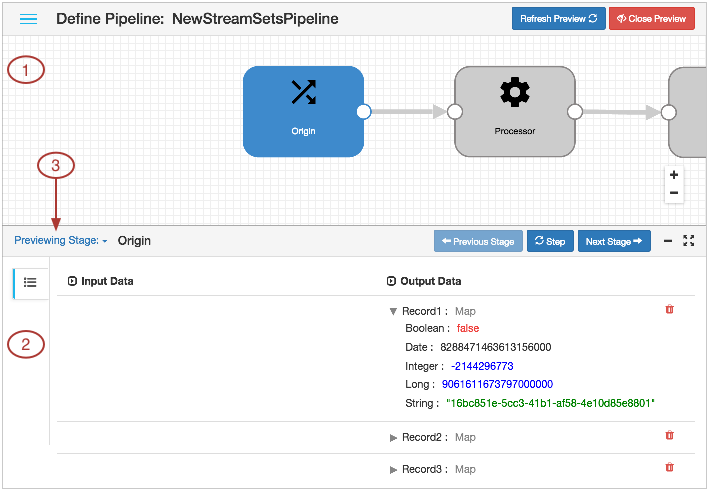 Define Pipeline: NewStreamSetsPipeline
Refresh Preview
Close Preview
1
Origin
Processor
3
+
−
Previewing Stage:
Origin
Previous Stage
Step
Next Stage
Input Data
Output Data
2
Record1 : Map
Boolean : false
Date : 8288471463613156000
Integer : -2144296773
Long : 9061611673797000000
String : "16bc851e-5cc3-41b1-af58-4e10d85e8801"
Record2 : Map
Record3 : Map